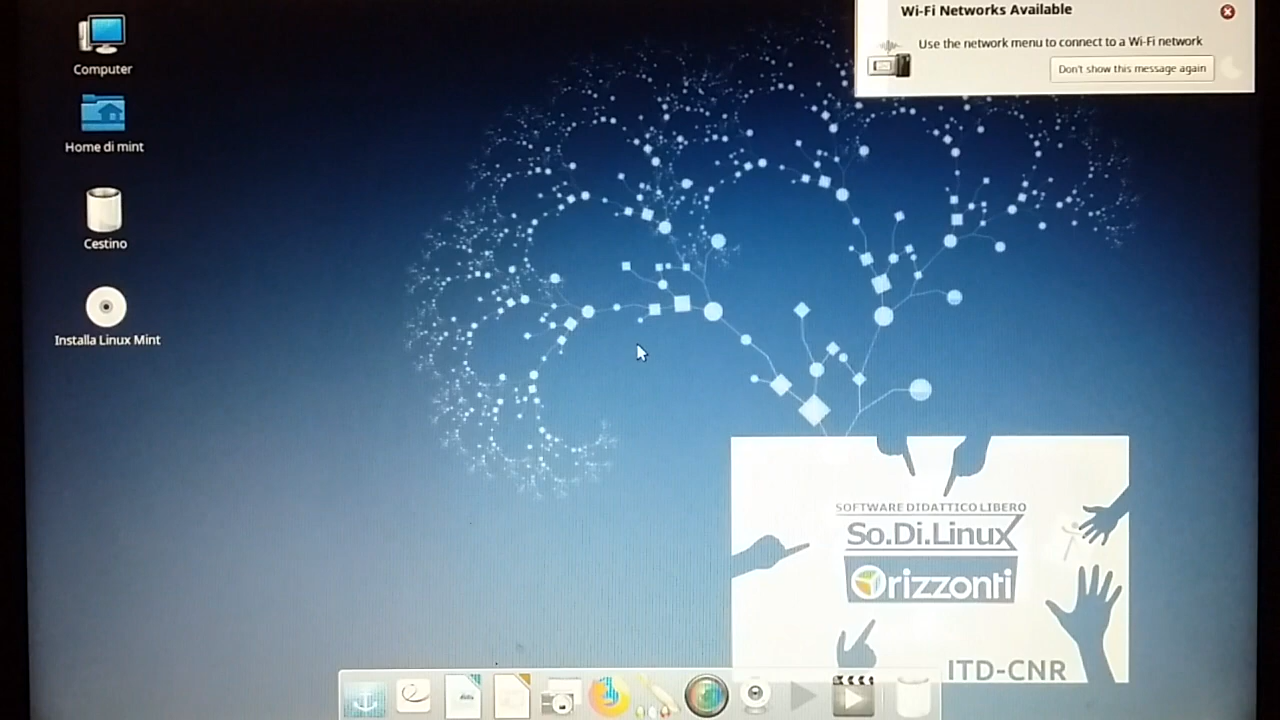 Wi-Fi Networks Available
Use the network menu to connect to a Wi-Fi network
Don't show this message again
Computer
Home di mint
Cestino
Installa Linux Mint
SOFTWARE DIDATTICO LIBERO
So.Di.Linux
Orizzonti
ITD-CNR